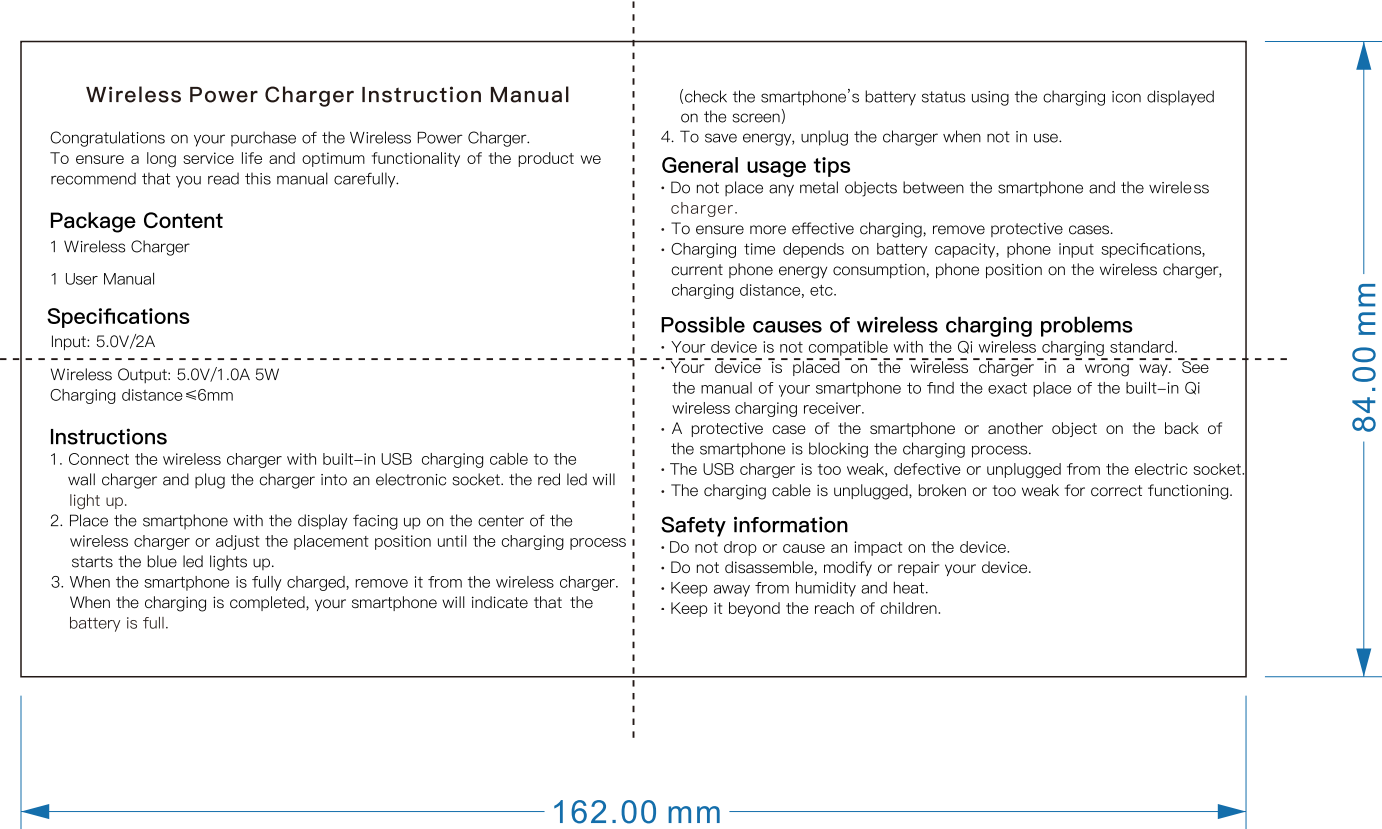 Wireless Power Charger Instruction Manual
Congratulations on your purchase of the Wireless Power Charger.
To ensure a long service life and optimum functionality of the product we
recommend that you read this manual carefully.
Package Content
1 Wireless Charger
1 User Manual
Specifications
Input: 5.0V/2A
Wireless Output: 5.0V/1.0A 5W
Charging distance≤6mm
Instructions
1. Connect the wireless charger with built-in USB charging cable to the
wall charger and plug the charger into an electronic socket. the red led will
light up.
2. Place the smartphone with the display facing up on the center of the
wireless charger or adjust the placement position until the charging process
starts the blue led lights up.
3. When the smartphone is fully charged, remove it from the wireless charger.
When the charging is completed, your smartphone will indicate that the
battery is full.
(check the smartphone's battery status using the charging icon displayed
on the screen)
4. To save energy, unplug the charger when not in use.
General usage tips
· Do not place any metal objects between the smartphone and the wireless
charger.
· To ensure more effective charging, remove protective cases.
· Charging time depends on battery capacity, phone input specifications,
current phone energy consumption, phone position on the wireless charger,
charging distance, etc.
Possible causes of wireless charging problems
· Your device is not compatible with the Qi wireless charging standard.
· Your device is placed on the wireless charger in a wrong way. See
the manual of your smartphone to find the exact place of the built-in Qi
wireless charging receiver.
· A protective case of the smartphone or another object on the back of
the smartphone is blocking the charging process.
· The USB charger is too weak, defective or unplugged from the electric socket.
· The charging cable is unplugged, broken or too weak for correct functioning.
Safety information
· Do not drop or cause an impact on the device.
· Do not disassemble, modify or repair your device.
· Keep away from humidity and heat.
· Keep it beyond the reach of children.
84.00 mm
162.00 mm